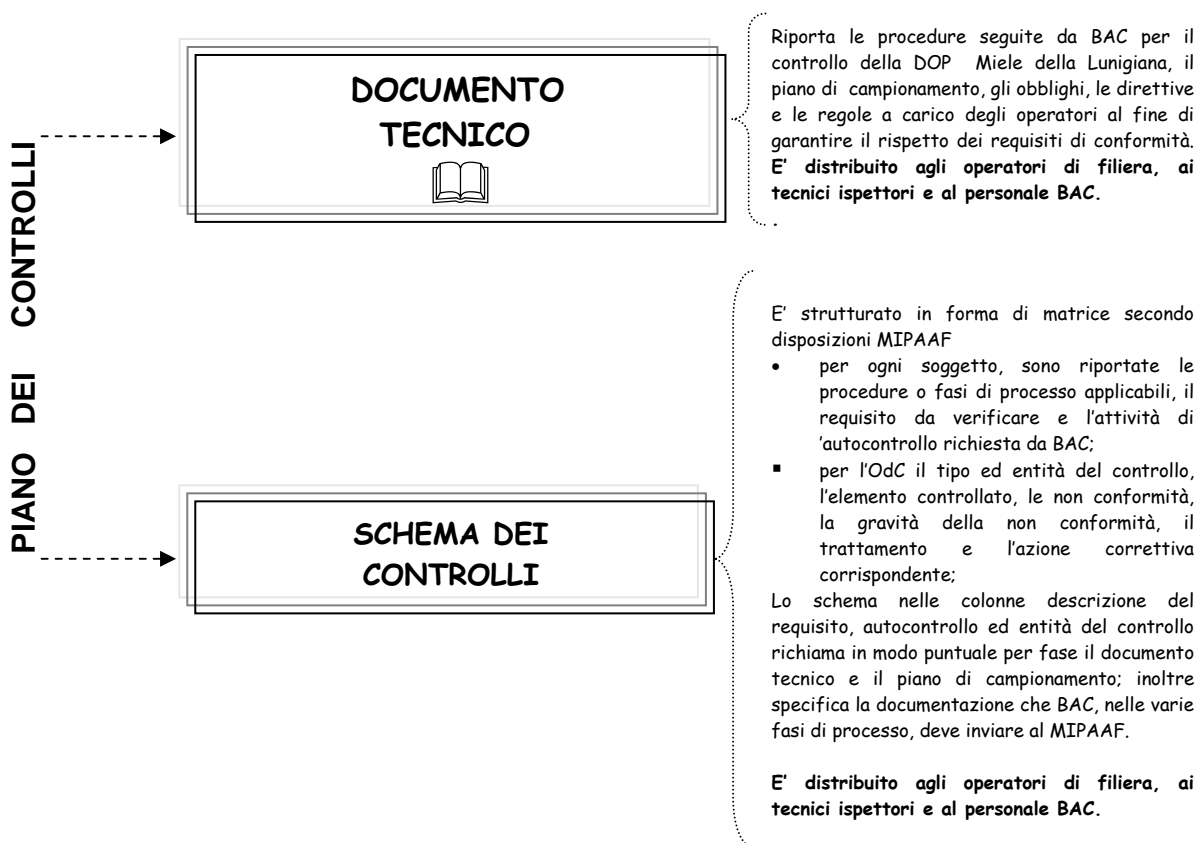 PIANO DEI CONTROLLI
DOCUMENTO
TECNICO
Riporta le procedure seguite da BAC per il
controllo della DOP Miele della Lunigiana, il
piano di campionamento, gli obblighi, le direttive
e le regole a carico degli operatori al fine di
garantire il rispetto dei requisiti di conformità.
E' distribuito agli operatori di filiera, ai
tecnici ispettori e al personale BAC.
.
SCHEMA DEI
CONTROLLI
E' strutturato in forma di matrice secondo
disposizioni MIPAAF
• per ogni soggetto, sono riportate le
procedure o fasi di processo applicabili, il
requisito da verificare e l'attività di
'autocontrollo richiesta da BAC;
▪ per l'OdC il tipo ed entità del controllo,
l'elemento controllato, le non conformità,
la gravità della non conformità, il
trattamento e l'azione correttiva
corrispondente;
Lo schema nelle colonne descrizione del
requisito, autocontrollo ed entità del controllo
richiama in modo puntuale per fase il documento
tecnico e il piano di campionamento; inoltre
specifica la documentazione che BAC, nelle varie
fasi di processo, deve inviare al MIPAAF.
E' distribuito agli operatori di filiera, ai
tecnici ispettori e al personale BAC.